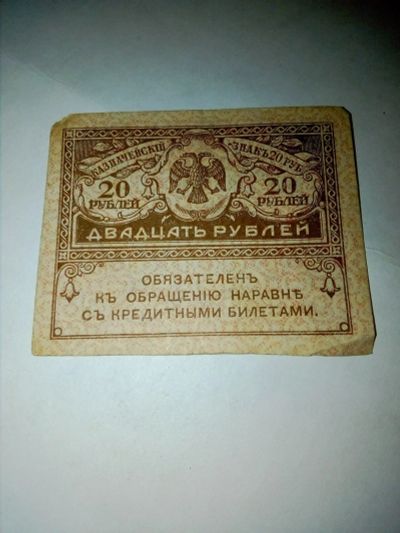 КАЗНАЧЕЙСКІЙ ЗНАКЪ 20 РУБ.
20 РУБЛЕЙ
20 РУБЛЕЙ
ДВАДЦАТЬ РУБЛЕЙ
ОБЯЗАТЕЛЕНЪ
КЪ ОБРАЩЕНІЮ НАРАВНѢ
СЪ КРЕДИТНЫМИ БИЛЕТАМИ.